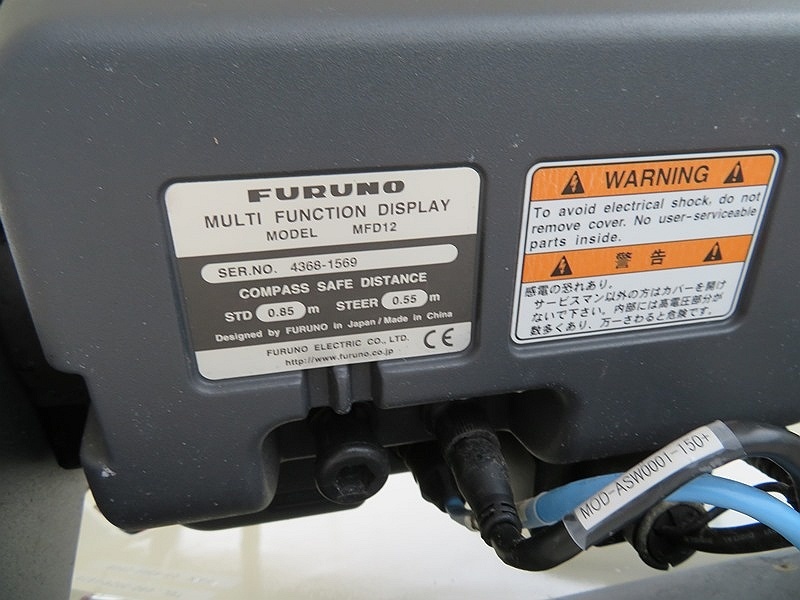 FURUNO
MULTI FUNCTION DISPLAY
MODEL MFD12
SER.NO. 4368-1569
COMPASS SAFE DISTANCE
STD 0.85 m STEER 0.55 m
Designed by FURUNO in Japan/Made in China
FURUNO ELECTRIC CO., LTD.
http://www.furuno.co.jp
CE
WARNING
To avoid electrical shock, do not
remove cover. No user-serviceable
parts inside.
警告
感電の恐れあり。
サービスマン以外の方はカバーを開け
ないで下さい。内部には高電圧部分が
数多くあり、万一さわると危険です。
MOD-ASW0001-150+